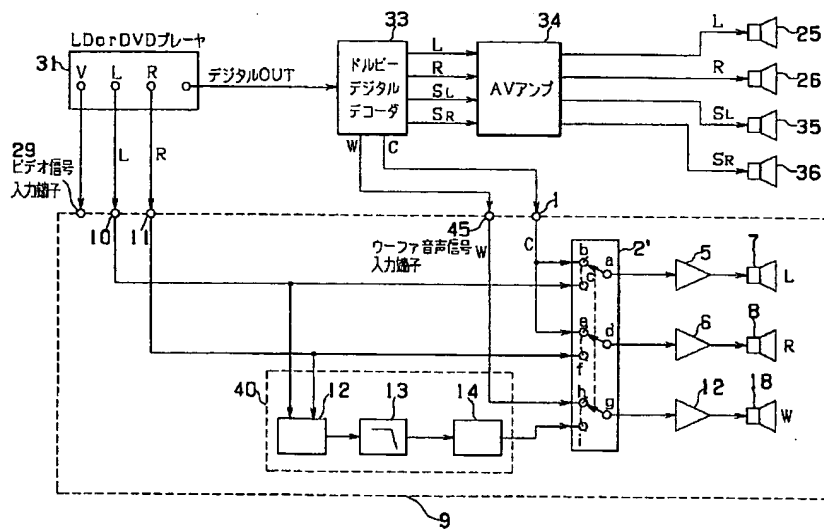 LDorDVDプレーヤ
31
V L R
デジタルOUT
33
ドルビー
デジタル
デコーダ
L
R
SL
SR
W
C
34
AVアンプ
L
25
R
26
SL
35
SR
36
29
ビデオ信号
入力端子
L
R
10
11
45
ウーファ音声信号
入力端子
W
1
C
2'
b
a
c
e
d
f
h
g
i
5
7
L
6
8
R
12
18
W
40
12
13
14
9